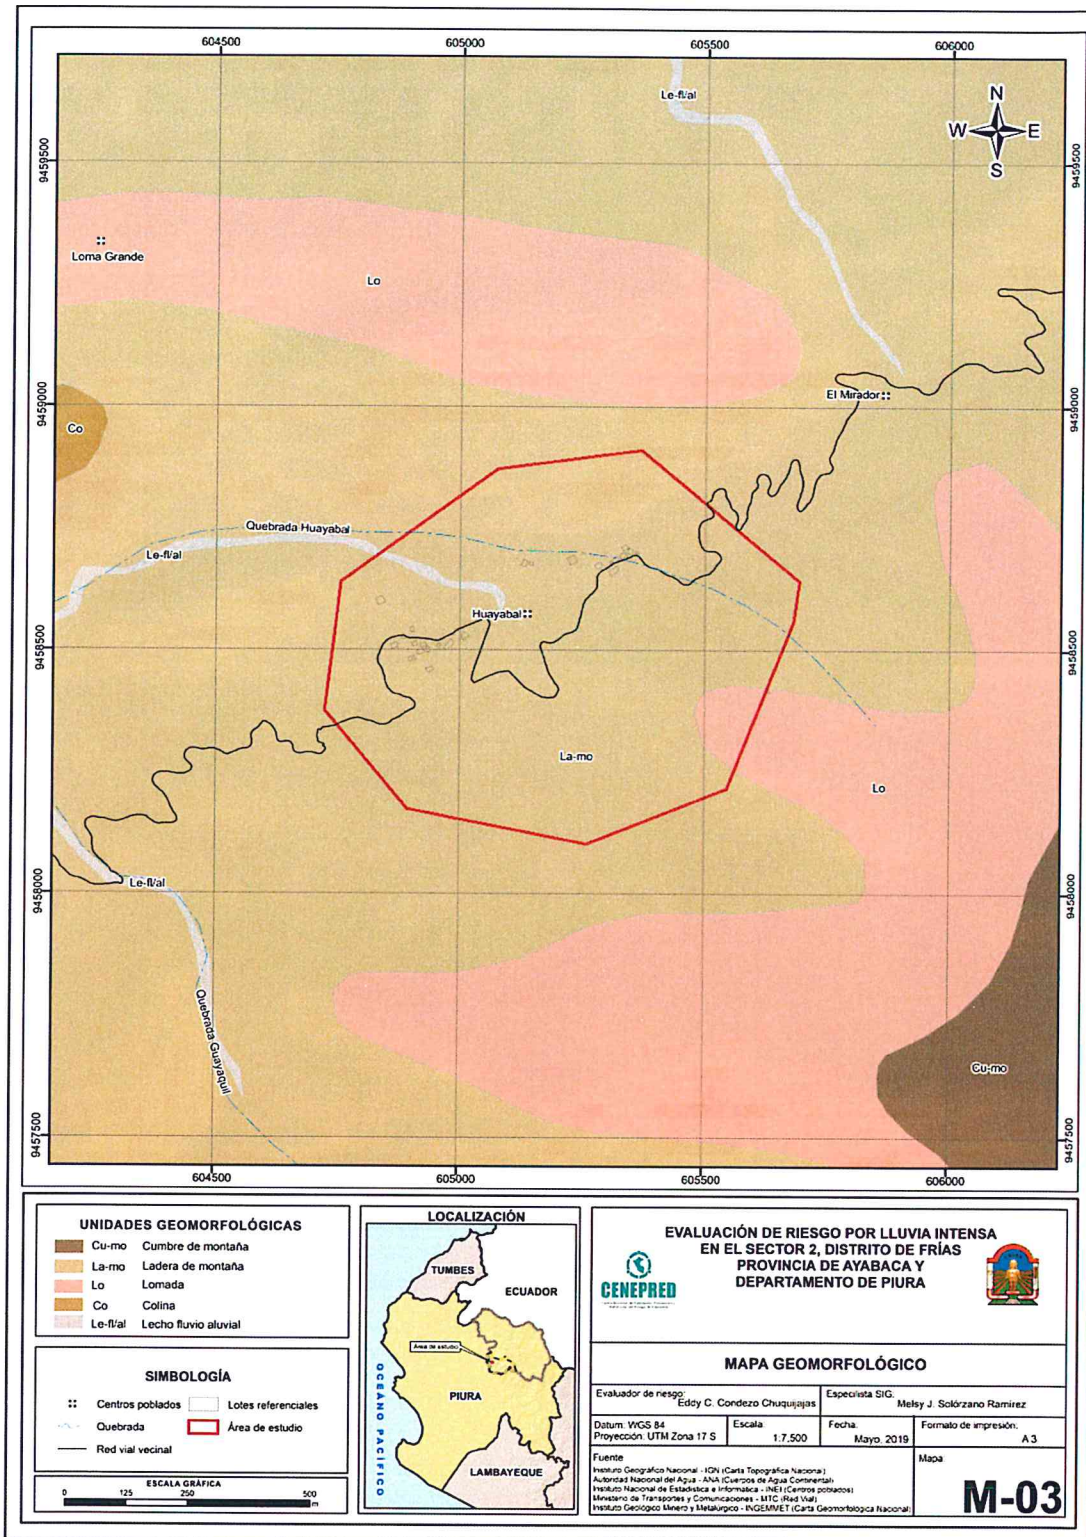 604500
605000
605500
606000
Le-fl/al
N
W
E
S
9459500
9459500
Loma Grande
Lo
9459000
9459000
El Mirador
Co
Quebrada Huayabal
Le-fl/al
Huayabal
9458500
9458500
La-mo
Lo
Le-fl/al
9458000
9458000
Quebrada Guayaquil
Cu-mo
9457500
9457500
604500
605000
605500
606000
UNIDADES GEOMORFOLÓGICAS
Cu-mo Cumbre de montaña
La-mo Ladera de montaña
Lo Lomada
Co Colina
Le-fl/al Lecho fluvio aluvial
SIMBOLOGÍA
Centros poblados
Lotes referenciales
Quebrada
Área de estudio
Red vial vecinal
ESCALA GRÁFICA
0 125 250 500
m
LOCALIZACIÓN
TUMBES
ECUADOR
Área de estudio
PIURA
OCEANO PACIFICO
LAMBAYEQUE
CENEPRED
EVALUACIÓN DE RIESGO POR LLUVIA INTENSA
EN EL SECTOR 2, DISTRITO DE FRÍAS
PROVINCIA DE AYABACA Y
DEPARTAMENTO DE PIURA
MAPA GEOMORFOLÓGICO
Evaluador de riesgo:
Eddy C. Condezo Chuquijajas
Especilista SIG:
Melsy J. Solórzano Ramirez
Datum: WGS 84
Proyección: UTM Zona 17 S
Escala:
1:7,500
Fecha:
Mayo, 2019
Formato de impresión:
A 3
Fuente
Instituto Geográfico Nacional - IGN (Carta Topográfica Nacional)
Autoridad Nacional del Agua - ANA (Cuerpos de Agua Continental)
Instituto Nacional de Estadística e Informática - INEI (Centros poblados)
Ministerio de Transportes y Comunicaciones - MTC (Red Vial)
Instituto Geológico Minero y Metalúrgico - INGEMMET (Carta Geomorfológica Nacional)
Mapa
M-03